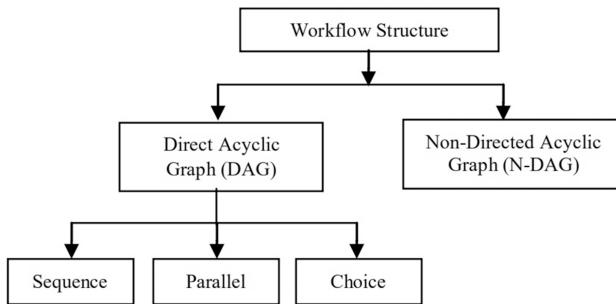 Workflow Structure
Direct Acyclic
Graph (DAG)
Non-Directed Acyclic
Graph (N-DAG)
Sequence
Parallel
Choice